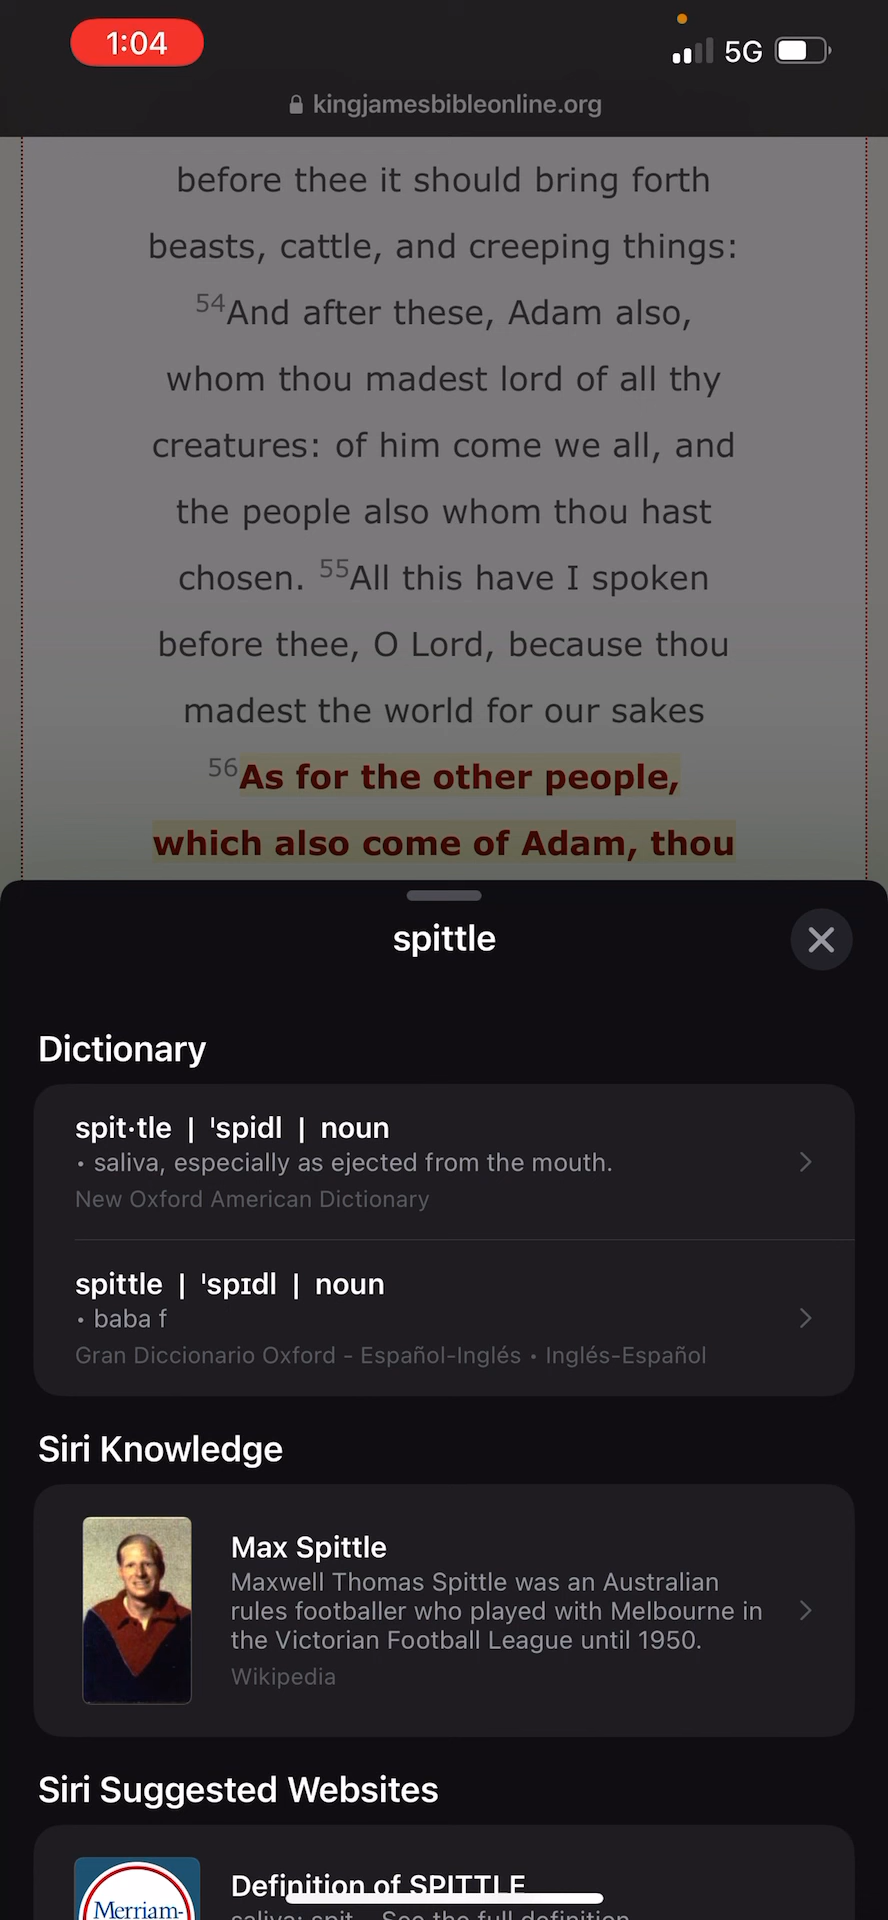 1:04
5G
kingjamesbibleonline.org
before thee it should bring forth
beasts, cattle, and creeping things:
54And after these, Adam also,
whom thou madest lord of all thy
creatures: of him come we all, and
the people also whom thou hast
chosen. 55All this have I spoken
before thee, O Lord, because thou
madest the world for our sakes
56As for the other people,
which also come of Adam, thou
spittle
Dictionary
spit·tle | ˈspidl | noun
• saliva, especially as ejected from the mouth.
New Oxford American Dictionary
spittle | ˈspɪdl | noun
• baba f
Gran Diccionario Oxford - Español-Inglés • Inglés-Español
Siri Knowledge
Max Spittle
Maxwell Thomas Spittle was an Australian
rules footballer who played with Melbourne in
the Victorian Football League until 1950.
Wikipedia
Siri Suggested Websites
Definition of SPITTLE
Merriam-
saliva; spit... See the full definition